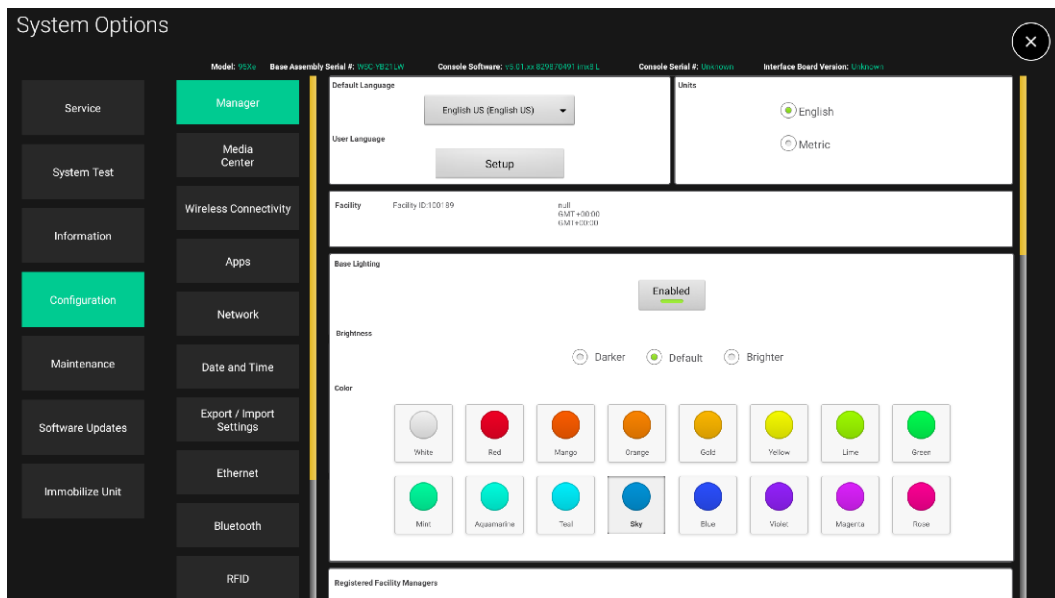 System Options
Model: 95Xe Base Assembly Serial #: Console Software: Console Serial #: Unknown Interface Board Version: Unknown
Service
System Test
Information
Configuration
Maintenance
Software Updates
Immobilize Unit
Manager
Media
Center
Wireless Connectivity
Apps
Network
Date and Time
Export / Import
Settings
Ethernet
Bluetooth
RFID
Default Language
English US (English US)
User Language
Setup
Units
English
Metric
Facility Facility ID:100189
null
GMT+00:00
GMT+00:00
Base Lighting
Enabled
Brightness
Darker Default Brighter
Color
White Red Mango Orange Gold Yellow Lime Green
Mint Aquamarine Teal Sky Blue Violet Magenta Rose
Registered Facility Managers